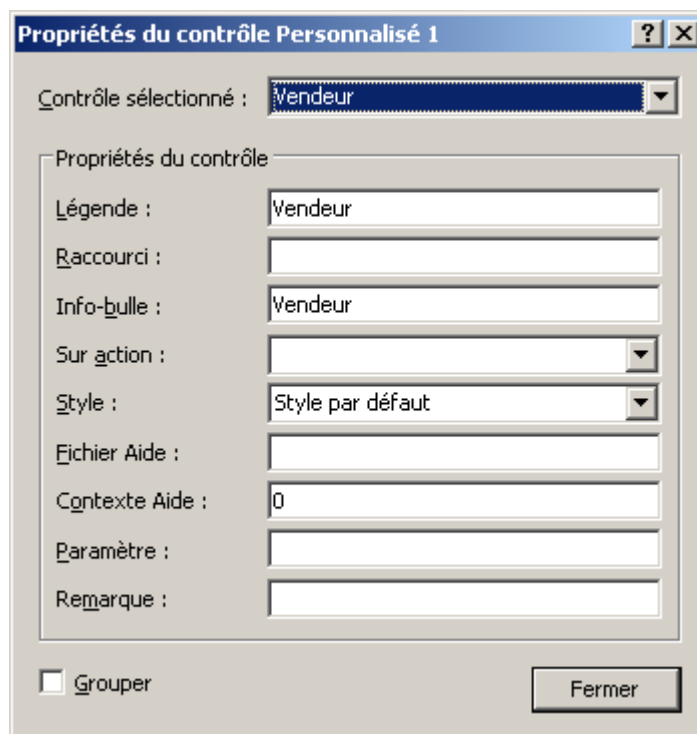 Propriétés du contrôle Personnalisé 1
Contrôle sélectionné : Vendeur
Propriétés du contrôle
Légende : Vendeur
Raccourci :
Info-bulle : Vendeur
Sur action :
Style : Style par défaut
Fichier Aide :
Contexte Aide : 0
Paramètre :
Remarque :
Grouper Fermer